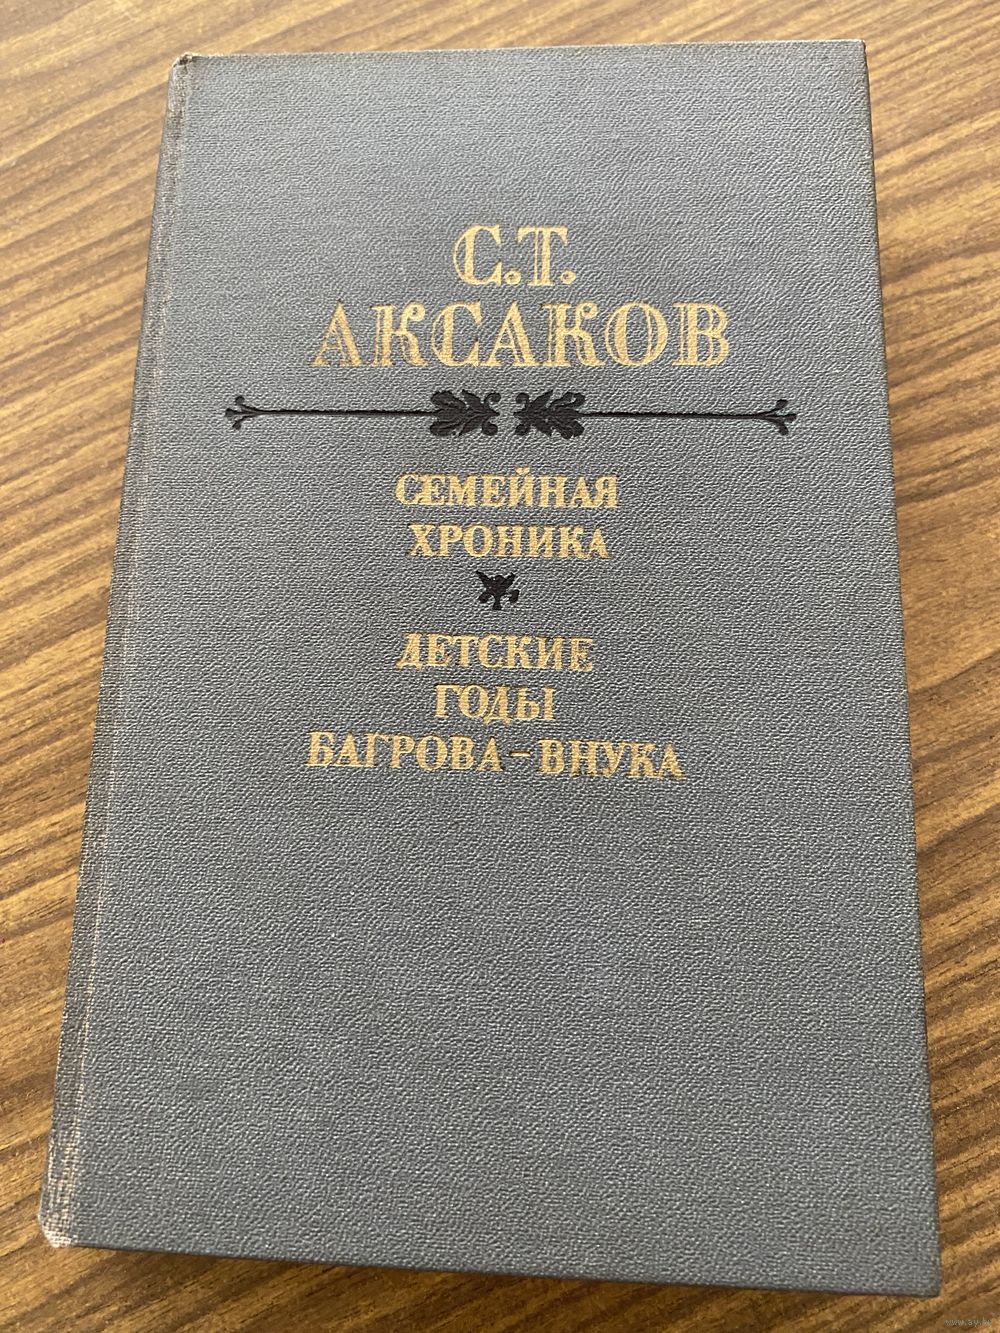 С.Т.
АКСАКОВ
СЕМЕЙНАЯ
ХРОНИКА
ДЕТСКИЕ
ГОДЫ
БАГРОВА-ВНУКА